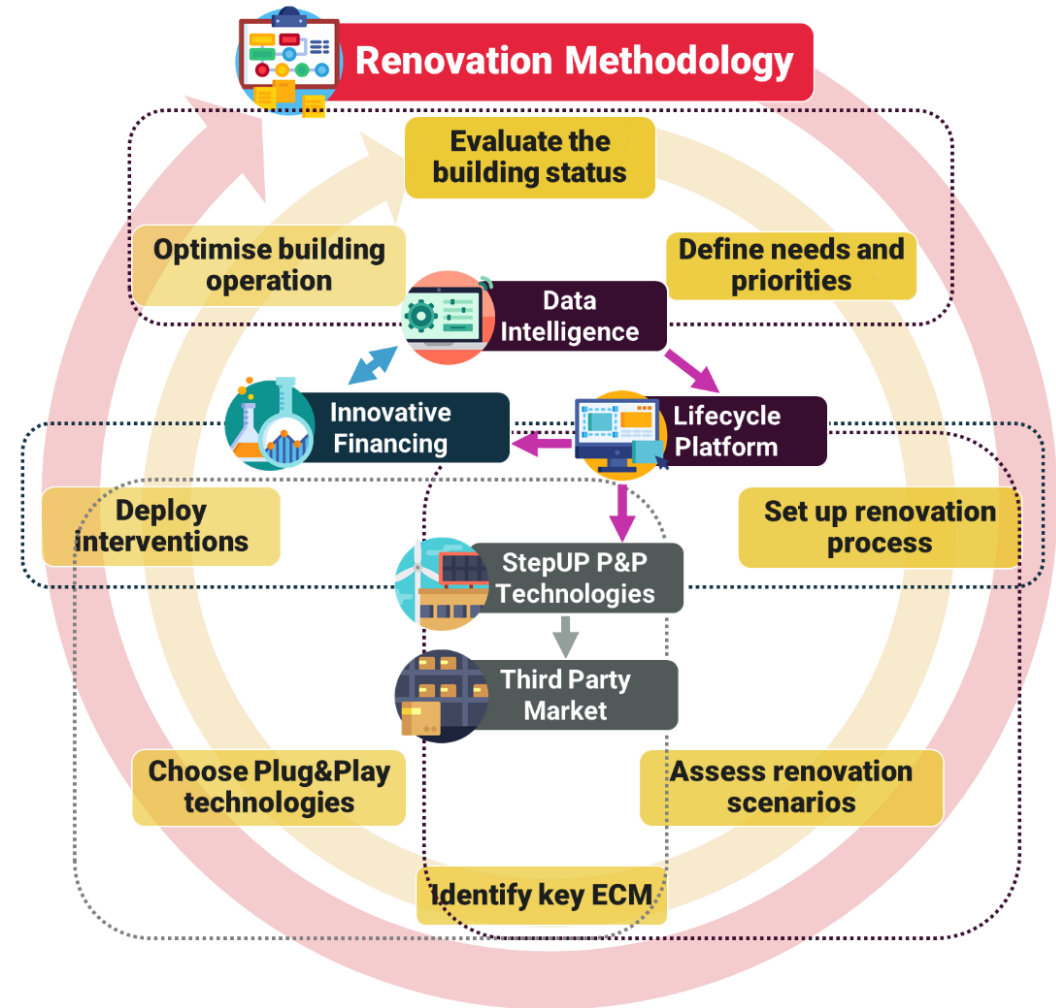 Renovation Methodology
Evaluate the
building status
Optimise building
operation
Define needs and
priorities
Data
Intelligence
Innovative
Financing
Lifecycle
Platform
Deploy
interventions
Set up renovation
process
StepUP P&P
Technologies
Third Party
Market
Choose Plug&Play
technologies
Assess renovation
scenarios
Identify key ECM